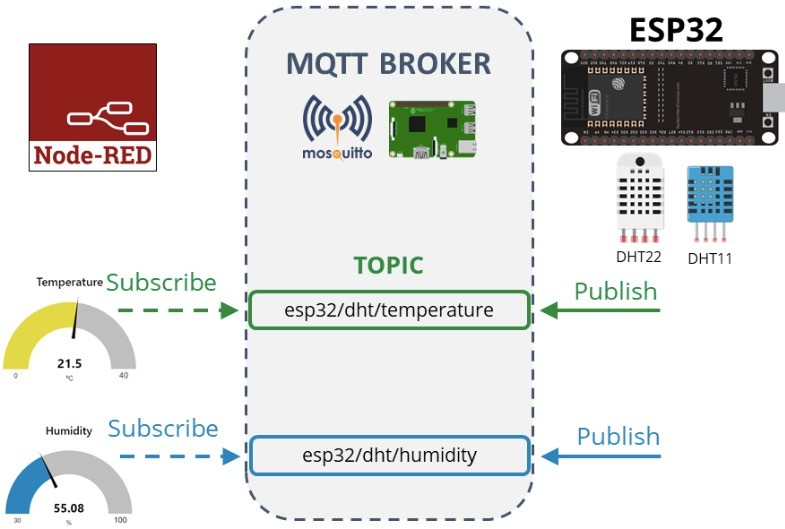 ESP32
MQTT BROKER
Node-RED
mosquitto
WiFi
DHT22
DHT11
TOPIC
Temperature
Subscribe
Publish
esp32/dht/temperature
21.5
0
°C
40
Humidity
Subscribe
Publish
esp32/dht/humidity
55.08
30
%
100